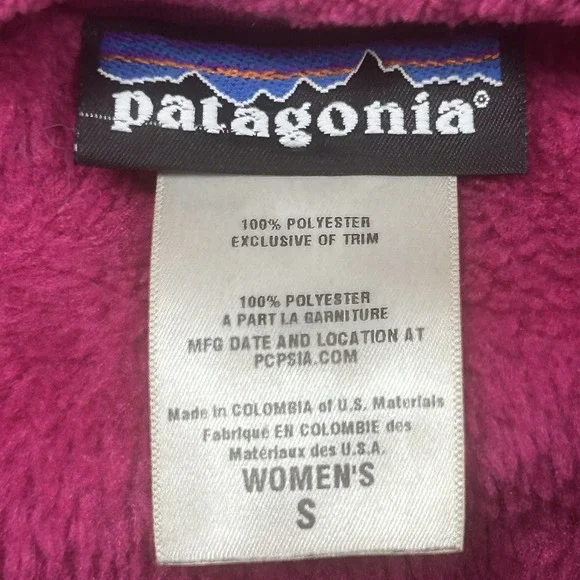 patagonia®
100% POLYESTER
EXCLUSIVE OF TRIM
100% POLYESTER
A PART LA GARNITURE
MFG DATE AND LOCATION AT
PCPSIA.COM
Made in COLOMBIA of U.S. Materials
Fabriqué EN COLOMBIE des
Matériaux des U.S.A.
WOMEN'S
S